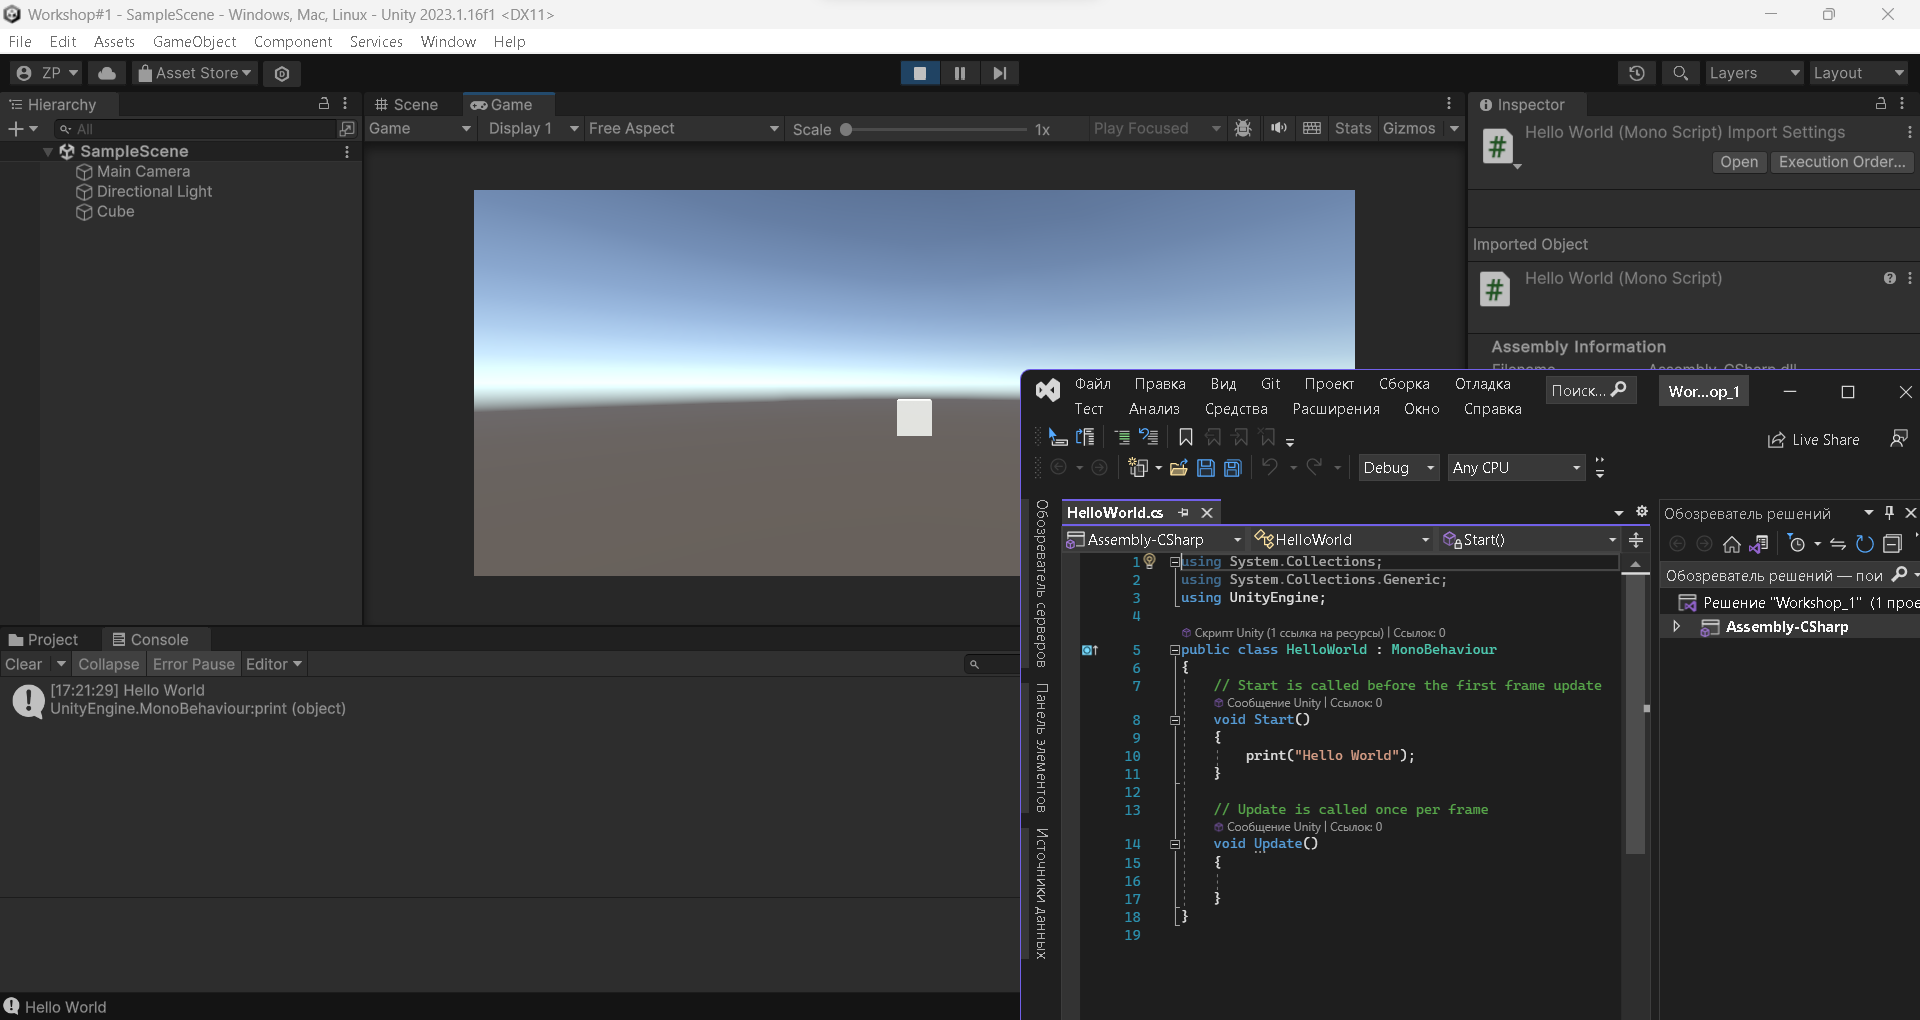 Workshop#1 - SampleScene - Windows, Mac, Linux - Unity 2023.1.16f1 <DX11>
File Edit Assets GameObject Component Services Window Help
ZP Asset Store Layers Layout
Hierarchy
All
SampleScene
Main Camera
Directional Light
Cube
Scene Game
Game Display 1 Free Aspect Scale 1x Play Focused Stats Gizmos
Inspector
Hello World (Mono Script) Import Settings
Open Execution Order...
Imported Object
Hello World (Mono Script)
Assembly Information
Filename Assembly-CSharp.dll
Project Console
Clear Collapse Error Pause Editor
[17:21:29] Hello World
UnityEngine.MonoBehaviour:print (object)
Hello World
Файл Правка Вид Git Проект Сборка Отладка
Тест Анализ Средства Расширения Окно Справка
Поиск...
Wor...op_1
Live Share
Debug Any CPU
Обозреватель серверов
Панель элементов
Источники данных
HelloWorld.cs
Assembly-CSharp HelloWorld Start()
1 using System.Collections;
2 using System.Collections.Generic;
3 using UnityEngine;
4
Скрипт Unity (1 ссылка на ресурсы) | Ссылок: 0
5 public class HelloWorld : MonoBehaviour
6 {
7 // Start is called before the first frame update
Сообщение Unity | Ссылок: 0
8 void Start()
9 {
10 print("Hello World");
11 }
12
13 // Update is called once per frame
Сообщение Unity | Ссылок: 0
14 void Update()
15 {
16
17 }
18 }
19
Обозреватель решений
Обозреватель решений — пои
Решение "Workshop_1" (1 прое
Assembly-CSharp